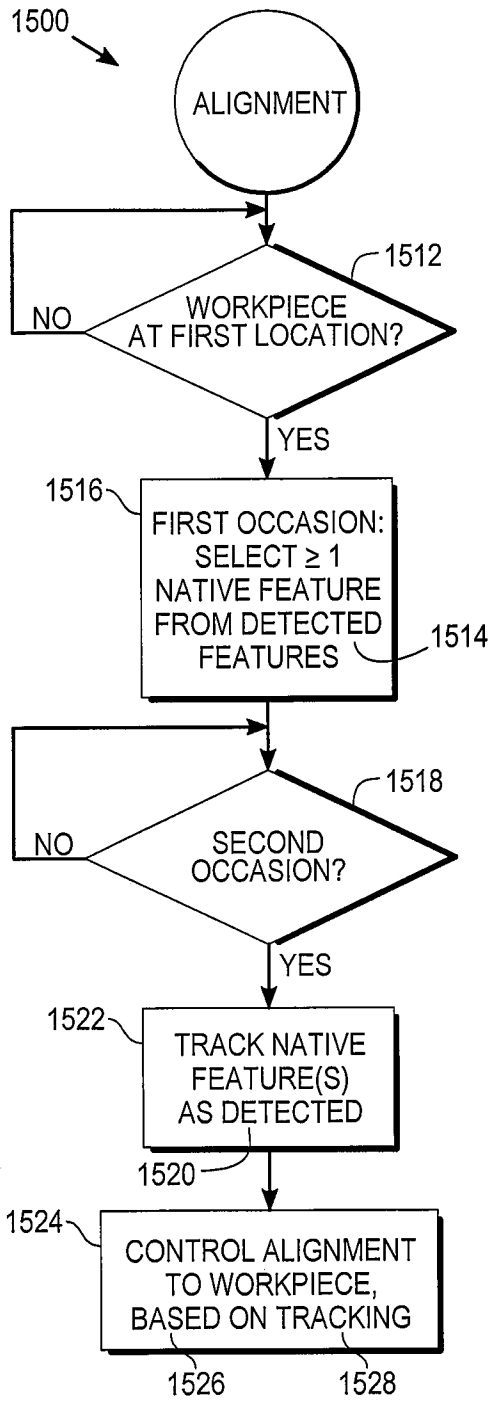 1500
ALIGNMENT
1512
WORKPIECE
AT FIRST LOCATION?
NO
YES
1516
FIRST OCCASION:
SELECT ≥ 1
NATIVE FEATURE
FROM DETECTED
FEATURES
1514
1518
SECOND
OCCASION?
NO
YES
1522
TRACK NATIVE
FEATURE(S)
AS DETECTED
1520
1524
CONTROL ALIGNMENT
TO WORKPIECE,
BASED ON TRACKING
1526
1528